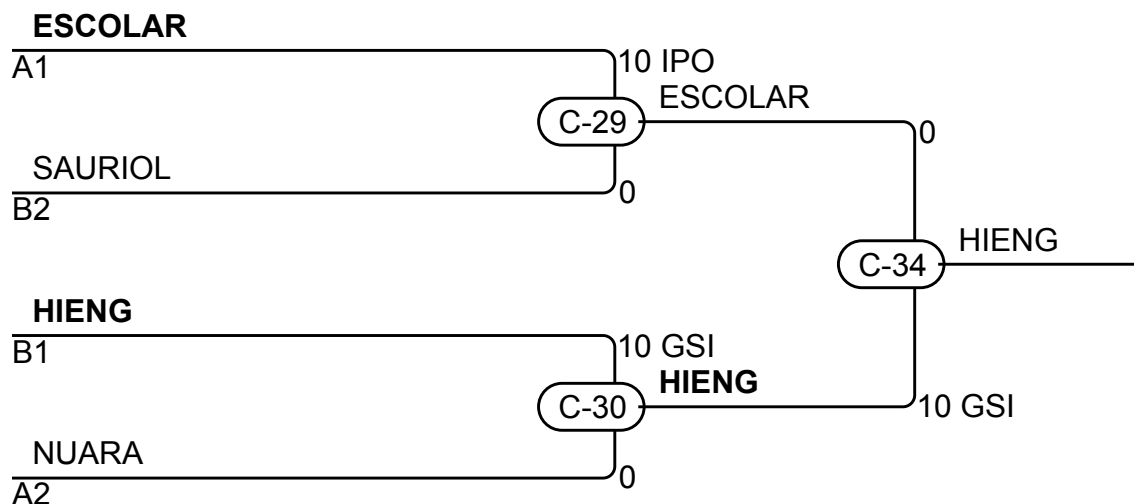 ESCOLAR
A1
10 IPO
ESCOLAR
C-29
0
SAURIOL
B2
0
HIENG
C-34
HIENG
B1
10 GSI
HIENG
C-30
10 GSI
NUARA
A2
0